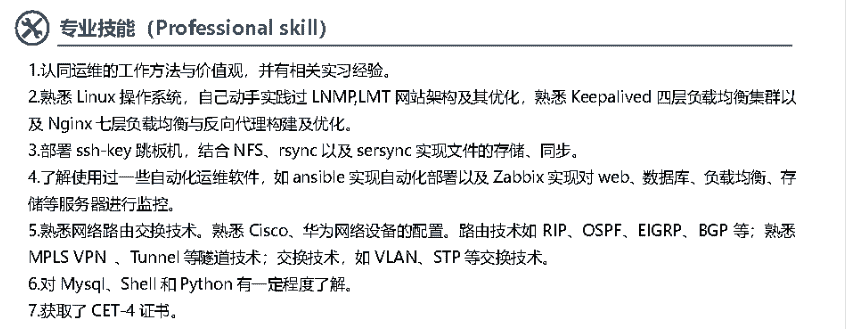 专业技能（Professional skill）
1.认同运维的工作方法与价值观，并有相关实习经验。
2.熟悉 Linux 操作系统，自己动手实践过 LNMP,LMT 网站架构及其优化，熟悉 Keepalived 四层负载均衡集群以
及 Nginx 七层负载均衡与反向代理构建及优化。
3.部署 ssh-key 跳板机，结合 NFS、rsync 以及 sersync 实现文件的存储、同步。
4.了解使用过一些自动化运维软件，如 ansible 实现自动化部署以及 Zabbix 实现对 web、数据库、负载均衡、存
储等服务器进行监控。
5.熟悉网络路由交换技术。熟悉 Cisco、华为网络设备的配置。路由技术如 RIP、OSPF、EIGRP、BGP 等；熟悉
MPLS VPN 、Tunnel 等隧道技术；交换技术，如 VLAN、STP 等交换技术。
6.对 Mysql、Shell 和 Python 有一定程度了解。
7.获取了 CET-4 证书。